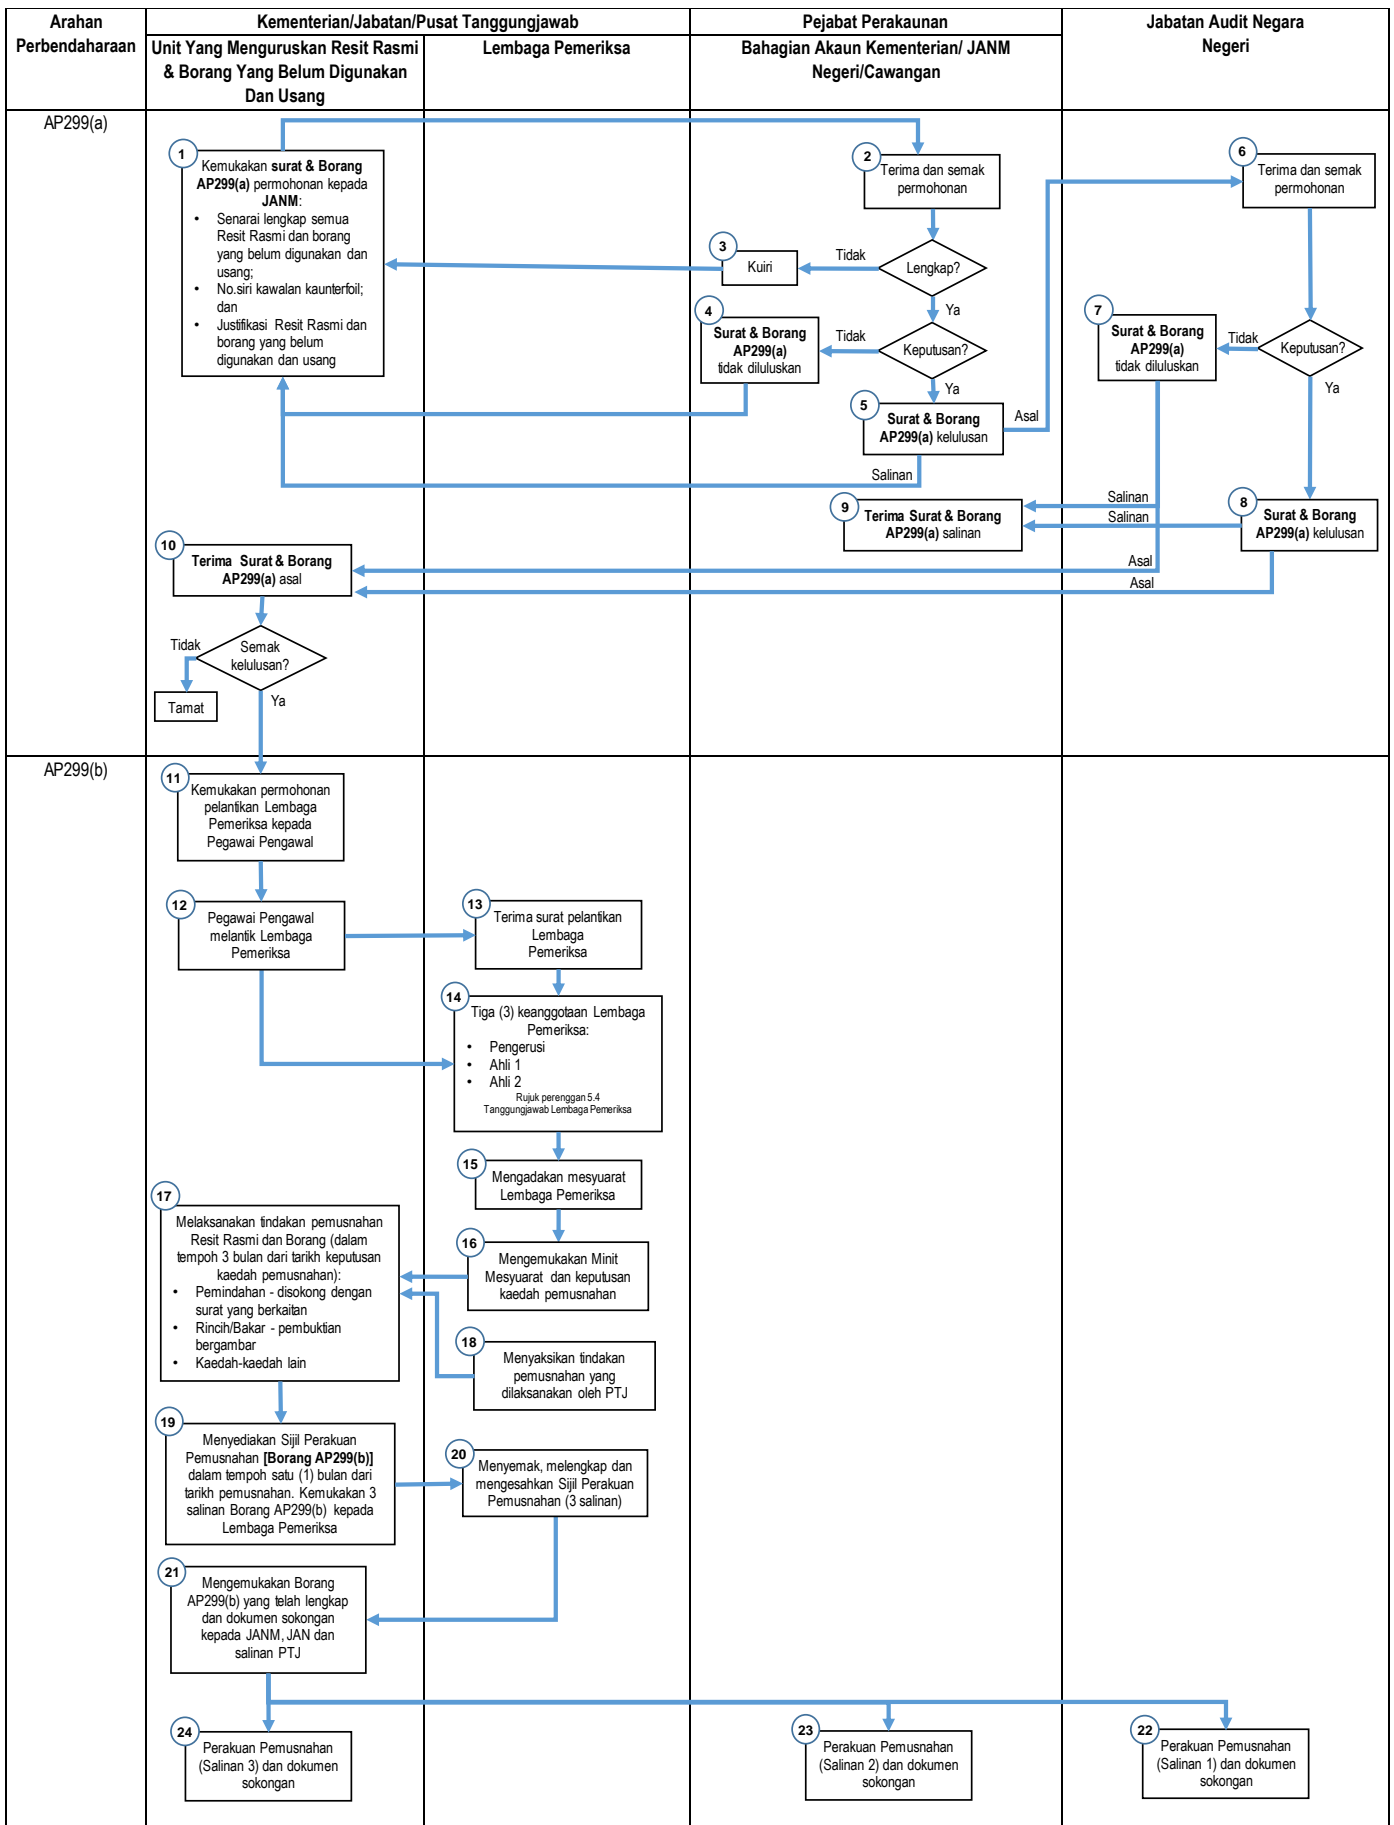 Arahan
Perbendaharaan
Kementerian/Jabatan/Pusat Tanggungjawab
Pejabat Perakaunan
Jabatan Audit Negara
Negeri
Unit Yang Menguruskan Resit Rasmi
& Borang Yang Belum Digunakan
Dan Usang
Lembaga Pemeriksa
Bahagian Akaun Kementerian/ JANM
Negeri/Cawangan
AP299(a)
1
Kemukakan surat & Borang
AP299(a) permohonan kepada
JANM:
• Senarai lengkap semua
Resit Rasmi dan borang
yang belum digunakan dan
usang;
• No.siri kawalan kaunterfoil;
dan
• Justifikasi Resit Rasmi dan
borang yang belum
digunakan dan usang
2
Terima dan semak
permohonan
6
Terima dan semak
permohonan
3
Kuiri
Tidak
Lengkap?
Ya
4
Surat & Borang
AP299(a)
tidak diluluskan
Tidak
Keputusan?
Ya
7
Surat & Borang
AP299(a)
tidak diluluskan
Tidak
Keputusan?
Ya
5
Surat & Borang
AP299(a) kelulusan
Asal
Salinan
9
Terima Surat & Borang
AP299(a) salinan
Salinan
Salinan
8
Surat & Borang
AP299(a) kelulusan
10
Terima Surat & Borang
AP299(a) asal
Asal
Asal
Tidak
Semak
kelulusan?
Ya
Tamat
AP299(b)
11
Kemukakan permohonan
pelantikan Lembaga
Pemeriksa kepada
Pegawai Pengawal
12
Pegawai Pengawal
melantik Lembaga
Pemeriksa
13
Terima surat pelantikan
Lembaga
Pemeriksa
14
Tiga (3) keanggotaan Lembaga
Pemeriksa:
• Pengerusi
• Ahli 1
• Ahli 2
Rujuk perenggan 5.4
Tanggungjawab Lembaga Pemeriksa
15
Mengadakan mesyuarat
Lembaga Pemeriksa
17
Melaksanakan tindakan pemusnahan
Resit Rasmi dan Borang (dalam
tempoh 3 bulan dari tarikh keputusan
kaedah pemusnahan):
• Pemindahan - disokong dengan
surat yang berkaitan
• Rincih/Bakar - pembuktian
bergambar
• Kaedah-kaedah lain
16
Mengemukakan Minit
Mesyuarat dan keputusan
kaedah pemusnahan
18
Menyaksikan tindakan
pemusnahan yang
dilaksanakan oleh PTJ
19
Menyediakan Sijil Perakuan
Pemusnahan [Borang AP299(b)]
dalam tempoh satu (1) bulan dari
tarikh pemusnahan. Kemukakan 3
salinan Borang AP299(b) kepada
Lembaga Pemeriksa
20
Menyemak, melengkap dan
mengesahkan Sijil Perakuan
Pemusnahan (3 salinan)
21
Mengemukakan Borang
AP299(b) yang telah lengkap
dan dokumen sokongan
kepada JANM, JAN dan
salinan PTJ
24
Perakuan Pemusnahan
(Salinan 3) dan dokumen
sokongan
23
Perakuan Pemusnahan
(Salinan 2) dan dokumen
sokongan
22
Perakuan Pemusnahan
(Salinan 1) dan dokumen
sokongan